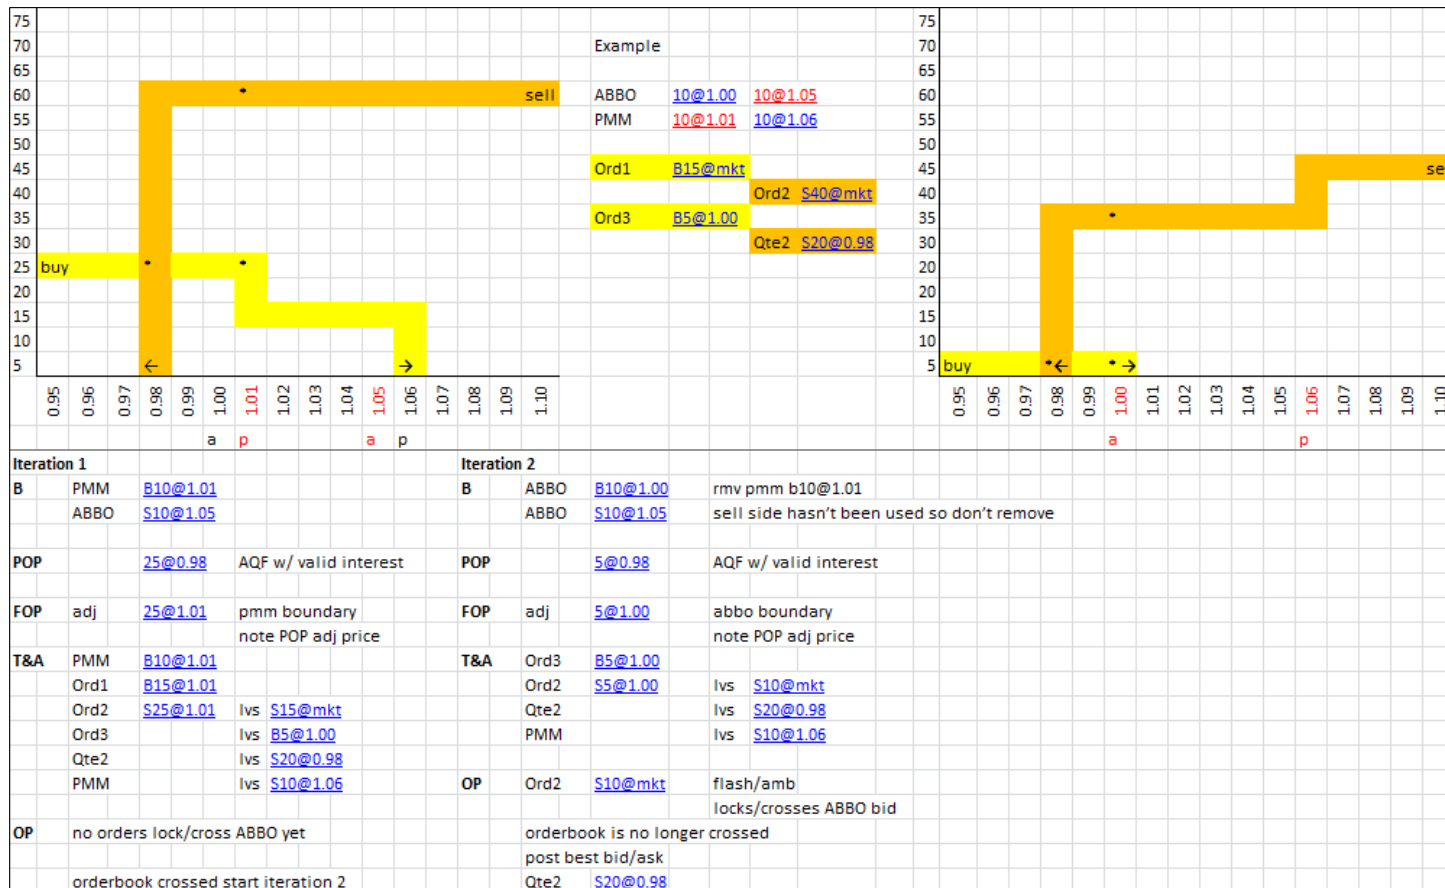 75 75
70 Example 70
65 65
60 * sell ABBO 10@1.00 10@1.05 60
55 PMM 10@1.01 10@1.06 55
50 50
45 Ord1 B15@mkt 45 se
40 Ord2 S40@mkt 40
35 Ord3 B5@1.00 35 *
30 Qte2 S20@0.98 30
25 buy * * 20
20 20
15 15
10 10
5 ← → 5 buy *← * →
0.95 0.96 0.97 0.98 0.99 1.00 1.01 1.02 1.03 1.04 1.05 1.06 1.07 1.08 1.09 1.10 0.95 0.96 0.97 0.98 0.99 1.00 1.01 1.02 1.03 1.04 1.05 1.06 1.07 1.08 1.09 1.10
a p a p a p
Iteration 1 Iteration 2
B PMM B10@1.01 B ABBO B10@1.00 rmv pmm b10@1.01
ABBO S10@1.05 ABBO S10@1.05 sell side hasn't been used so don't remove
POP 25@0.98 AQF w/ valid interest POP 5@0.98 AQF w/ valid interest
FOP adj 25@1.01 pmm boundary FOP adj 5@1.00 abbo boundary
note POP adj price note POP adj price
T&A PMM B10@1.01 T&A Ord3 B5@1.00
Ord1 B15@1.01 Ord2 S5@1.00 lvs S10@mkt
Ord2 S25@1.01 lvs S15@mkt Qte2 lvs S20@0.98
Ord3 lvs B5@1.00 PMM lvs S10@1.06
Qte2 lvs S20@0.98
PMM lvs S10@1.06 OP Ord2 S10@mkt flash/amb
locks/crosses ABBO bid
OP no orders lock/cross ABBO yet orderbook is no longer crossed
post best bid/ask
orderbook crossed start iteration 2 Qte2 S20@0.98